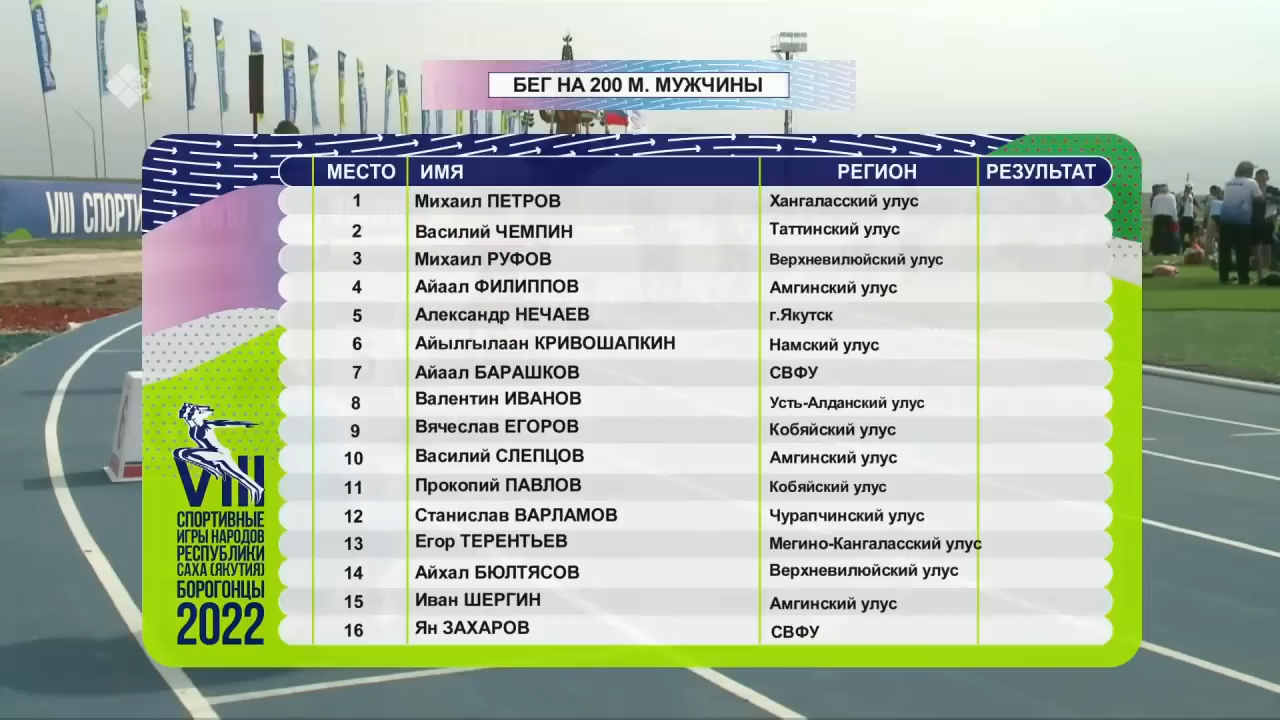 БЕГ НА 200 М. МУЖЧИНЫ
VIII СПОРТИ
МЕСТО ИМЯ РЕГИОН РЕЗУЛЬТАТ
1 Михаил ПЕТРОВ Хангаласский улус
2 Василий ЧЕМПИН Таттинский улус
3 Михаил РУФОВ Верхневилюйский улус
4 Айаал ФИЛИППОВ Амгинский улус
5 Александр НЕЧАЕВ г.Якутск
6 Айылгылаан КРИВОШАПКИН Намский улус
7 Айаал БАРАШКОВ СВФУ
8 Валентин ИВАНОВ Усть-Алданский улус
9 Вячеслав ЕГОРОВ Кобяйский улус
10 Василий СЛЕПЦОВ Амгинский улус
11 Прокопий ПАВЛОВ Кобяйский улус
12 Станислав ВАРЛАМОВ Чурапчинский улус
13 Егор ТЕРЕНТЬЕВ Мегино-Кангаласский улус
14 Айхал БЮЛТЯСОВ Верхневилюйский улус
15 Иван ШЕРГИН Амгинский улус
16 Ян ЗАХАРОВ СВФУ
VIII
СПОРТИВНЫЕ
ИГРЫ НАРОДОВ
РЕСПУБЛИКИ
САХА (ЯКУТИЯ)
БОРОГОНЦЫ
2022